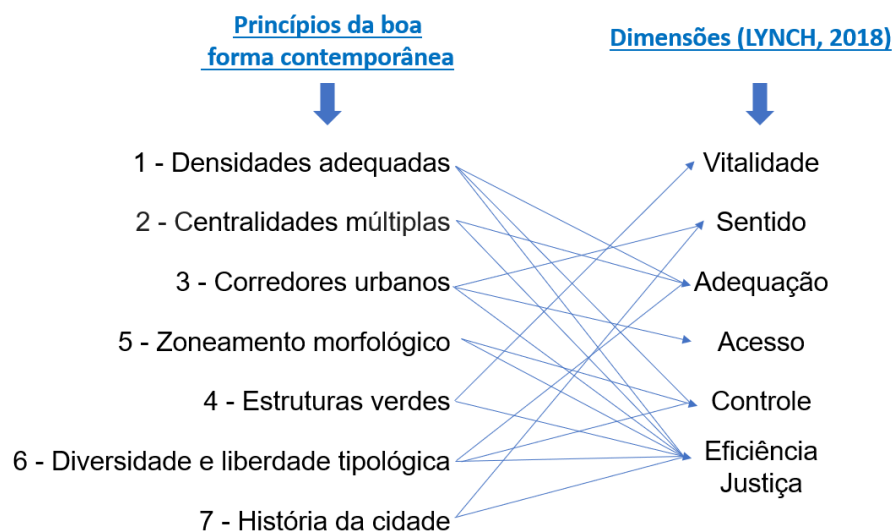 Princípios da boa
forma contemporânea
Dimensões (LYNCH, 2018)
1 - Densidades adequadas
2 - Centralidades múltiplas
3 - Corredores urbanos
5 - Zoneamento morfológico
4 - Estruturas verdes
6 - Diversidade e liberdade tipológica
7 - História da cidade
Vitalidade
Sentido
Adequação
Acesso
Controle
Eficiência
Justiça